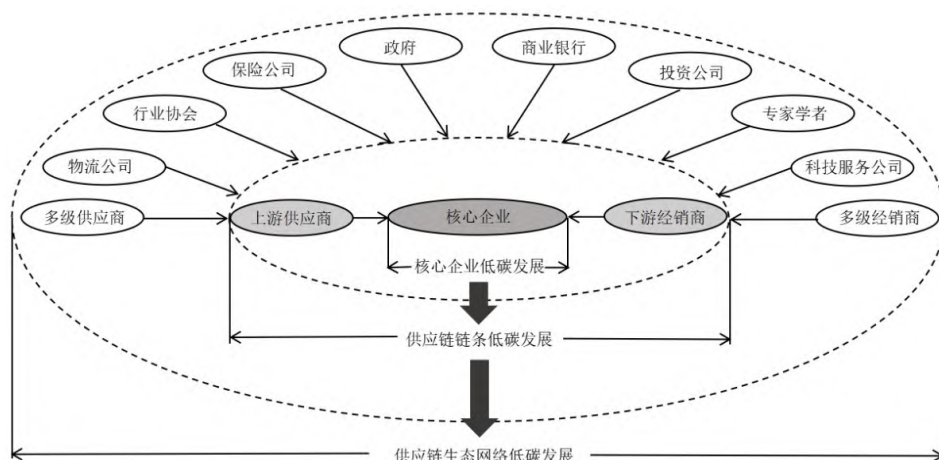 政府
商业银行
保险公司
投资公司
行业协会
专家学者
物流公司
科技服务公司
多级供应商
上游供应商
核心企业
下游经销商
多级经销商
核心企业低碳发展
供应链链条低碳发展
供应链生态网络低碳发展